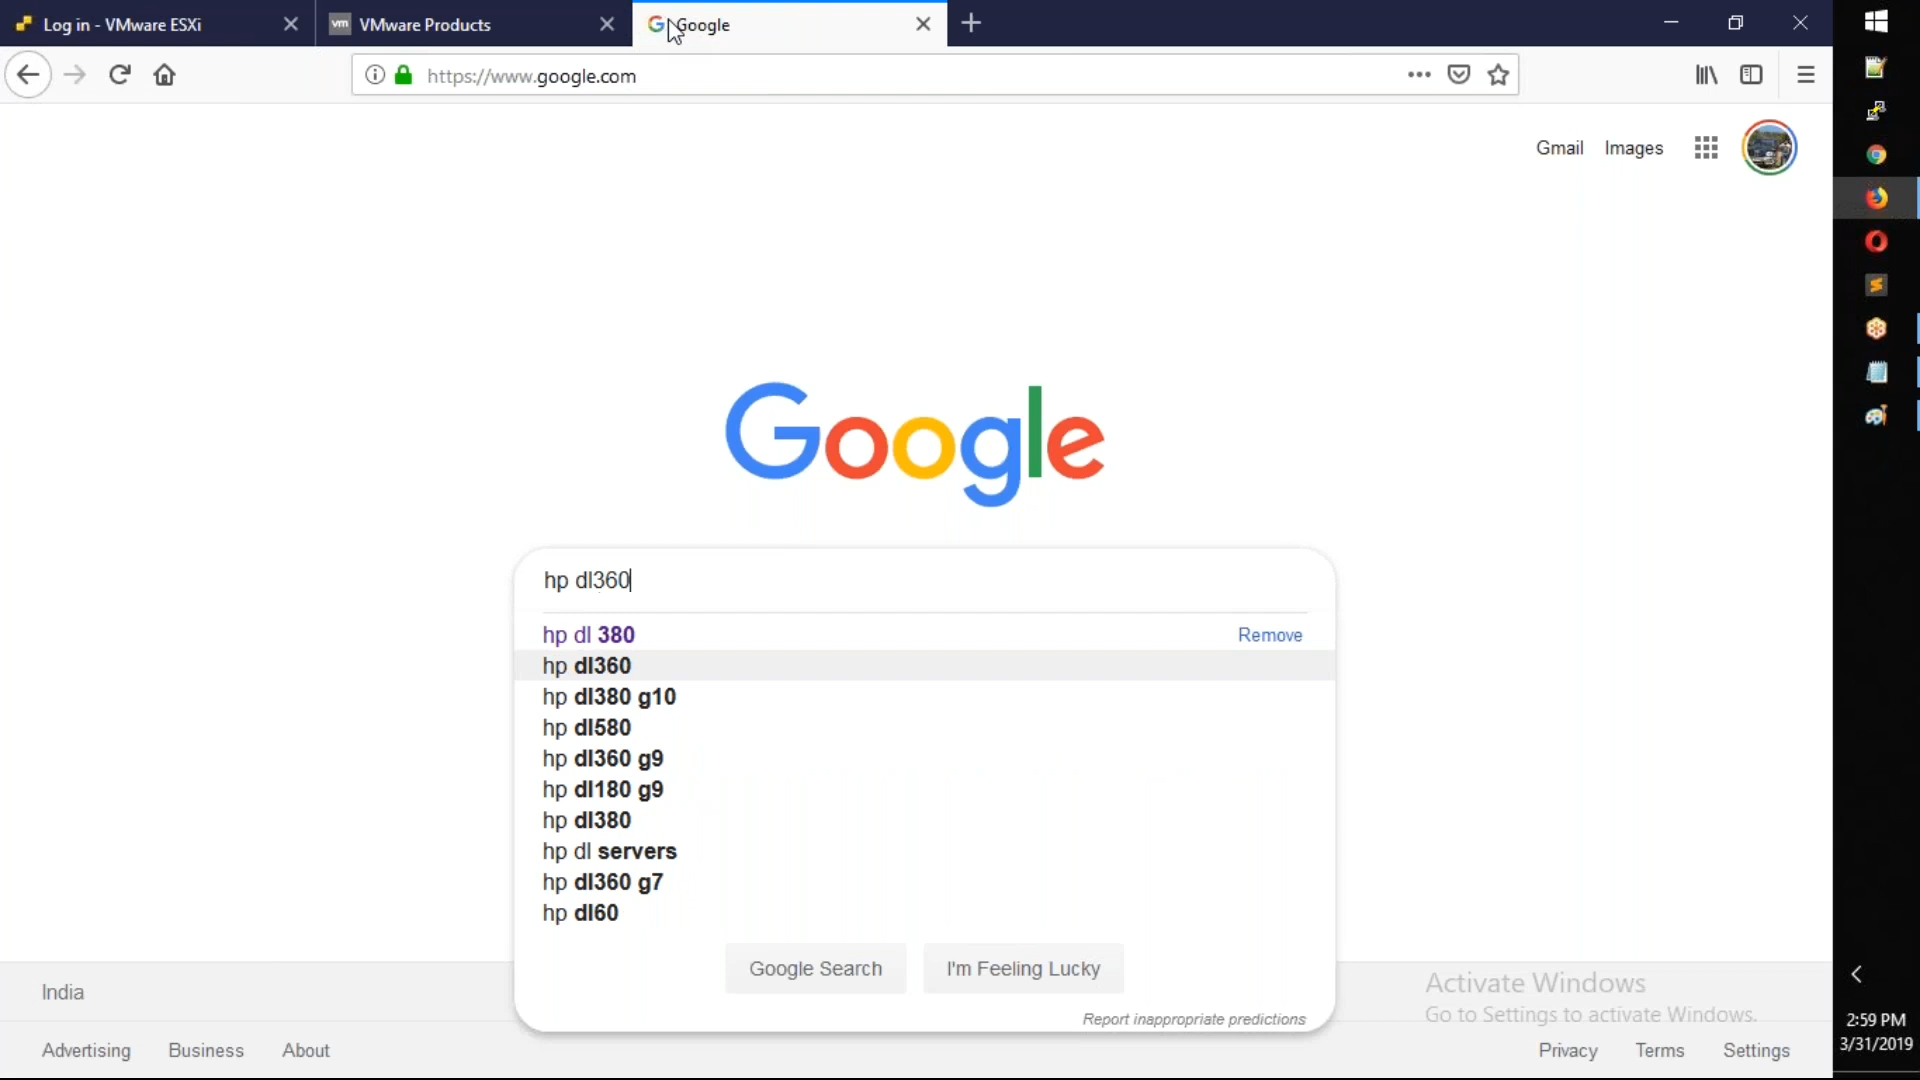 Log in - VMware ESXi
vm VMware Products
Google
https://www.google.com
Gmail Images
Google
hp dl360
hp dl 380 Remove
hp dl360
hp dl380 g10
hp dl580
hp dl360 g9
hp dl180 g9
hp dl380
hp dl servers
hp dl360 g7
hp dl60
Google Search I'm Feeling Lucky
Report inappropriate predictions
India
Activate Windows
Go to Settings to activate Windows.
Advertising Business About
Privacy Terms Settings
2:59 PM
3/31/2019